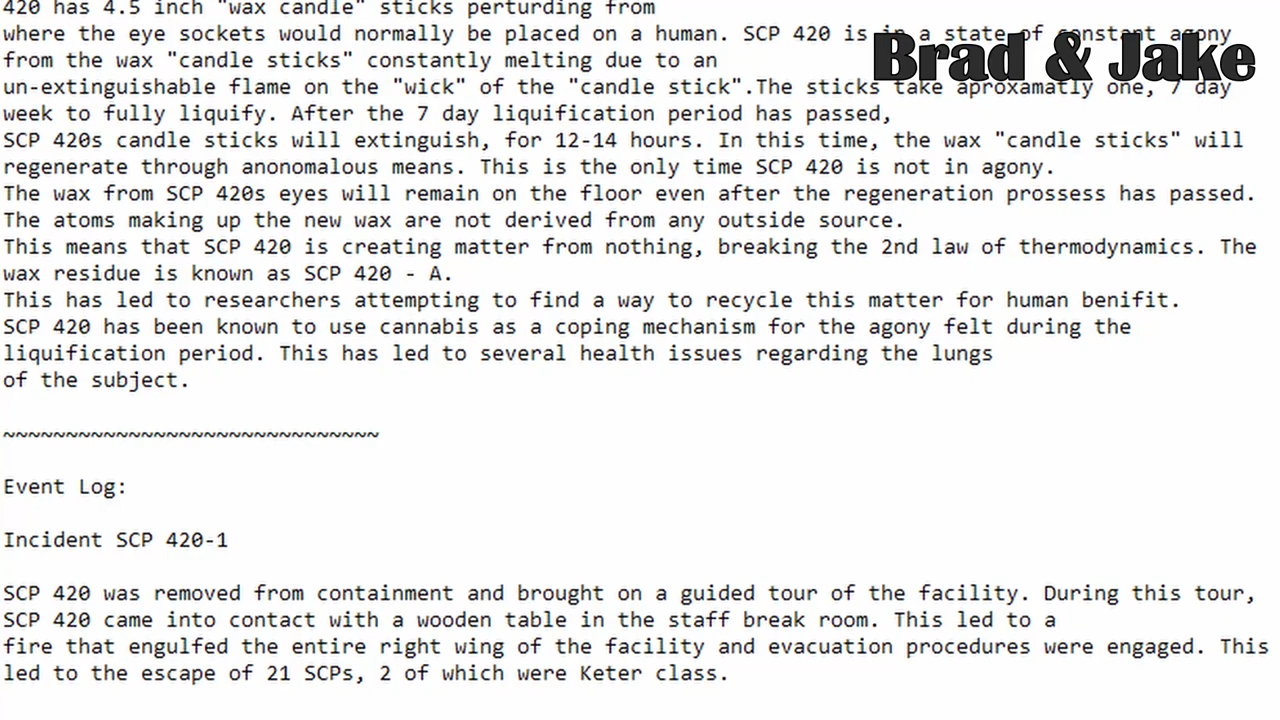 420 has 4.5 inch "wax candle" sticks perturding from
where the eye sockets would normally be placed on a human. SCP 420 is in a state of constant agony
from the wax "candle sticks" constantly melting due to an
un-extinguishable flame on the "wick" of the "candle stick".The sticks take aproxamatly one, 7 day
week to fully liquify. After the 7 day liquification period has passed,
SCP 420s candle sticks will extinguish, for 12-14 hours. In this time, the wax "candle sticks" will
regenerate through anonomalous means. This is the only time SCP 420 is not in agony.
The wax from SCP 420s eyes will remain on the floor even after the regeneration prossess has passed.
The atoms making up the new wax are not derived from any outside source.
This means that SCP 420 is creating matter from nothing, breaking the 2nd law of thermodynamics. The
wax residue is known as SCP 420 - A.
This has led to researchers attempting to find a way to recycle this matter for human benifit.
SCP 420 has been known to use cannabis as a coping mechanism for the agony felt during the
liquification period. This has led to several health issues regarding the lungs
of the subject.
~~~~~~~~~~~~~~~~~~~~~~~~~~~~~~
Event Log:
Incident SCP 420-1
SCP 420 was removed from containment and brought on a guided tour of the facility. During this tour,
SCP 420 came into contact with a wooden table in the staff break room. This led to a
fire that engulfed the entire right wing of the facility and evacuation procedures were engaged. This
led to the escape of 21 SCPs, 2 of which were Keter class.
Brad & Jake